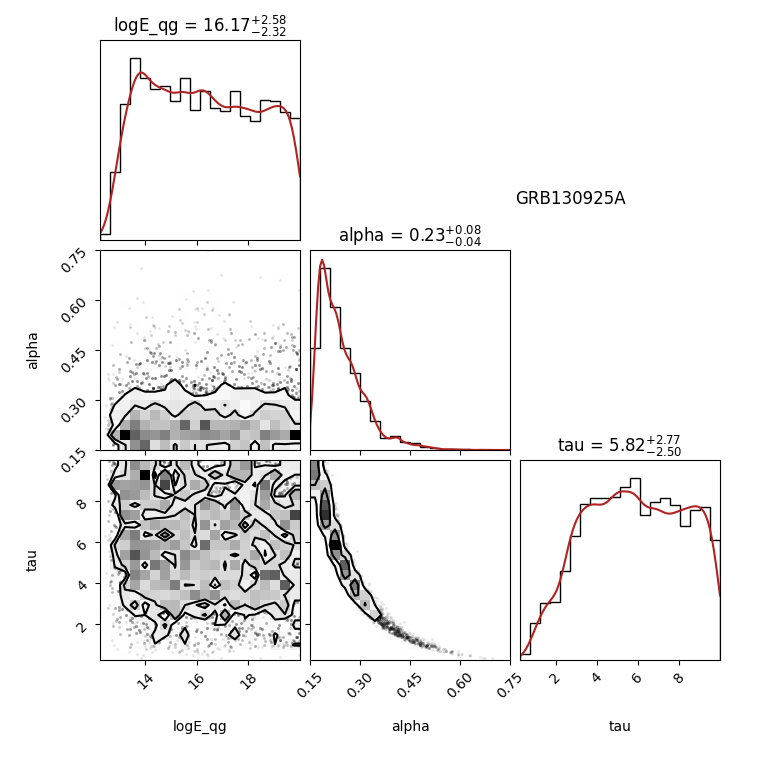 logE_qg = 16.17+2.58
−2.32
GRB130925A
alpha = 0.23+0.08
−0.04
alpha
0.75
0.60
0.45
0.30
0.15
tau = 5.82+2.77
−2.50
tau
8
6
4
2
14 16 18
0.15 0.30 0.45 0.60 0.75
2 4 6 8
logE_qg alpha tau